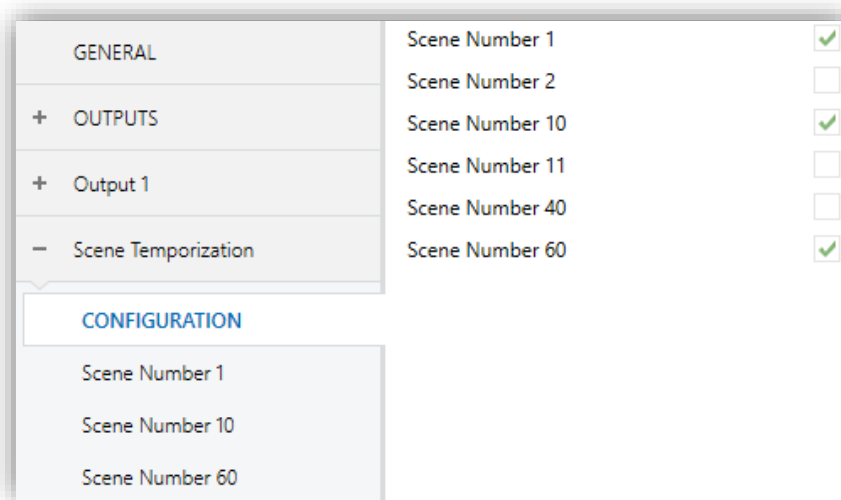 GENERAL
+ OUTPUTS
+ Output 1
− Scene Temporization
CONFIGURATION
Scene Number 1
Scene Number 10
Scene Number 60
Scene Number 1
Scene Number 2
Scene Number 10
Scene Number 11
Scene Number 40
Scene Number 60